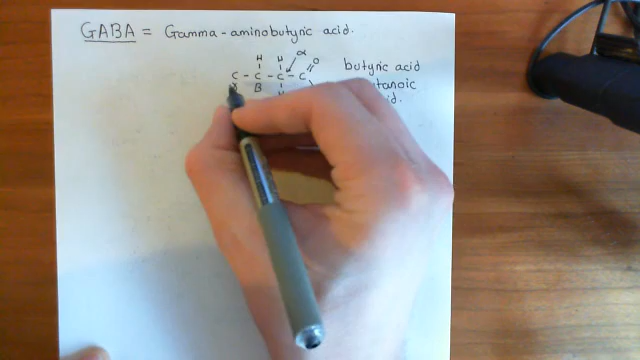 GABA = Gamma-aminobutyric acid.
H H α
C - C - C - C O
β
butyric acid